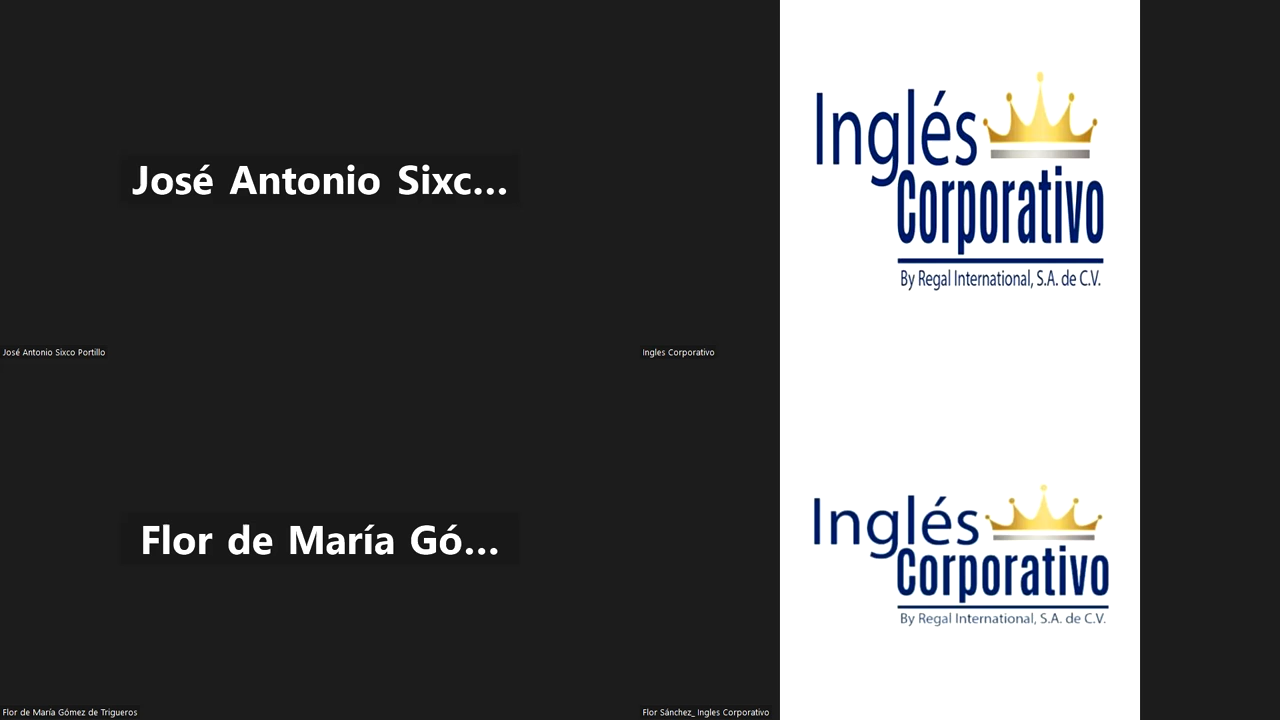 José Antonio Sixc...
José Antonio Sixco Portillo
Inglés
Corporativo
By Regal International, S.A. de C.V.
Ingles Corporativo
Flor de María Gó...
Flor de María Gómez de Trigueros
Inglés
Corporativo
By Regal International, S.A. de C.V.
Flor Sánchez_ Ingles Corporativo